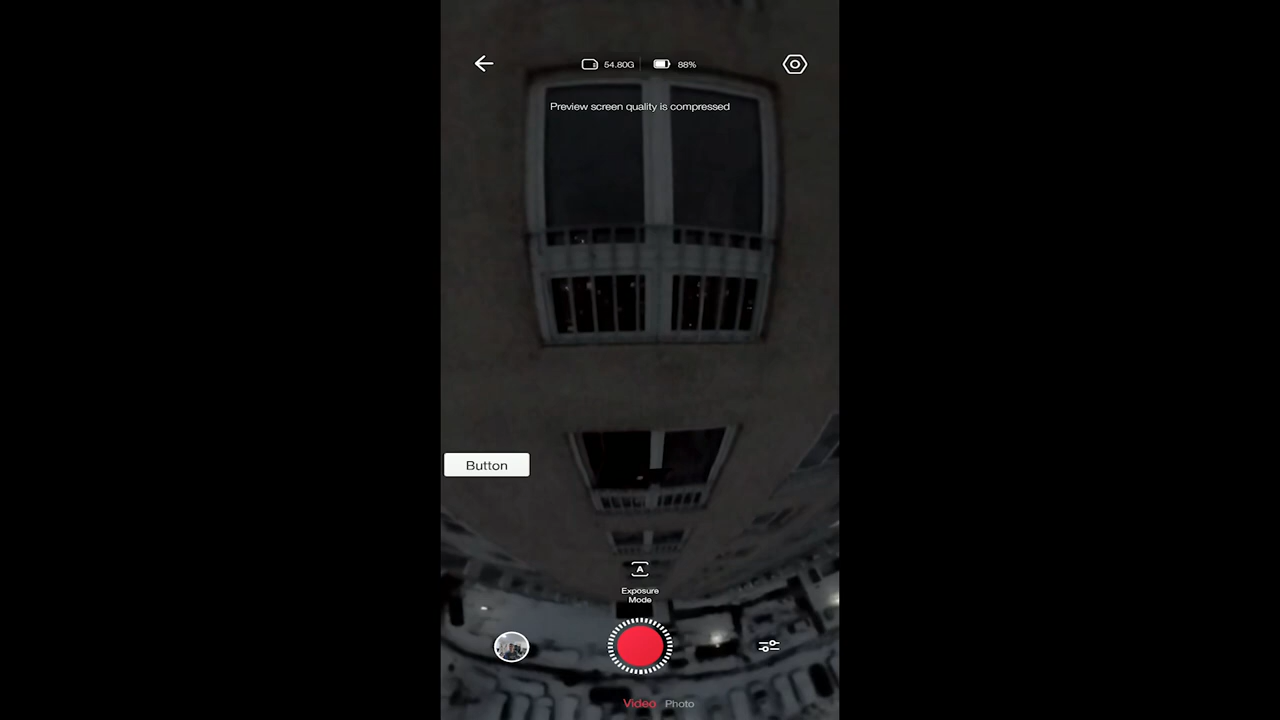 54.80G 88%
Preview screen quality is compressed
Button
A
Exposure
Mode
Video Photo